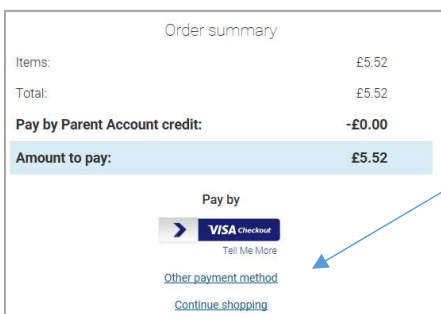 Order summary
Items: £5.52
Total: £5.52
Pay by Parent Account credit: -£0.00
Amount to pay: £5.52
Pay by
VISA Checkout
Tell Me More
Other payment method
Continue shopping